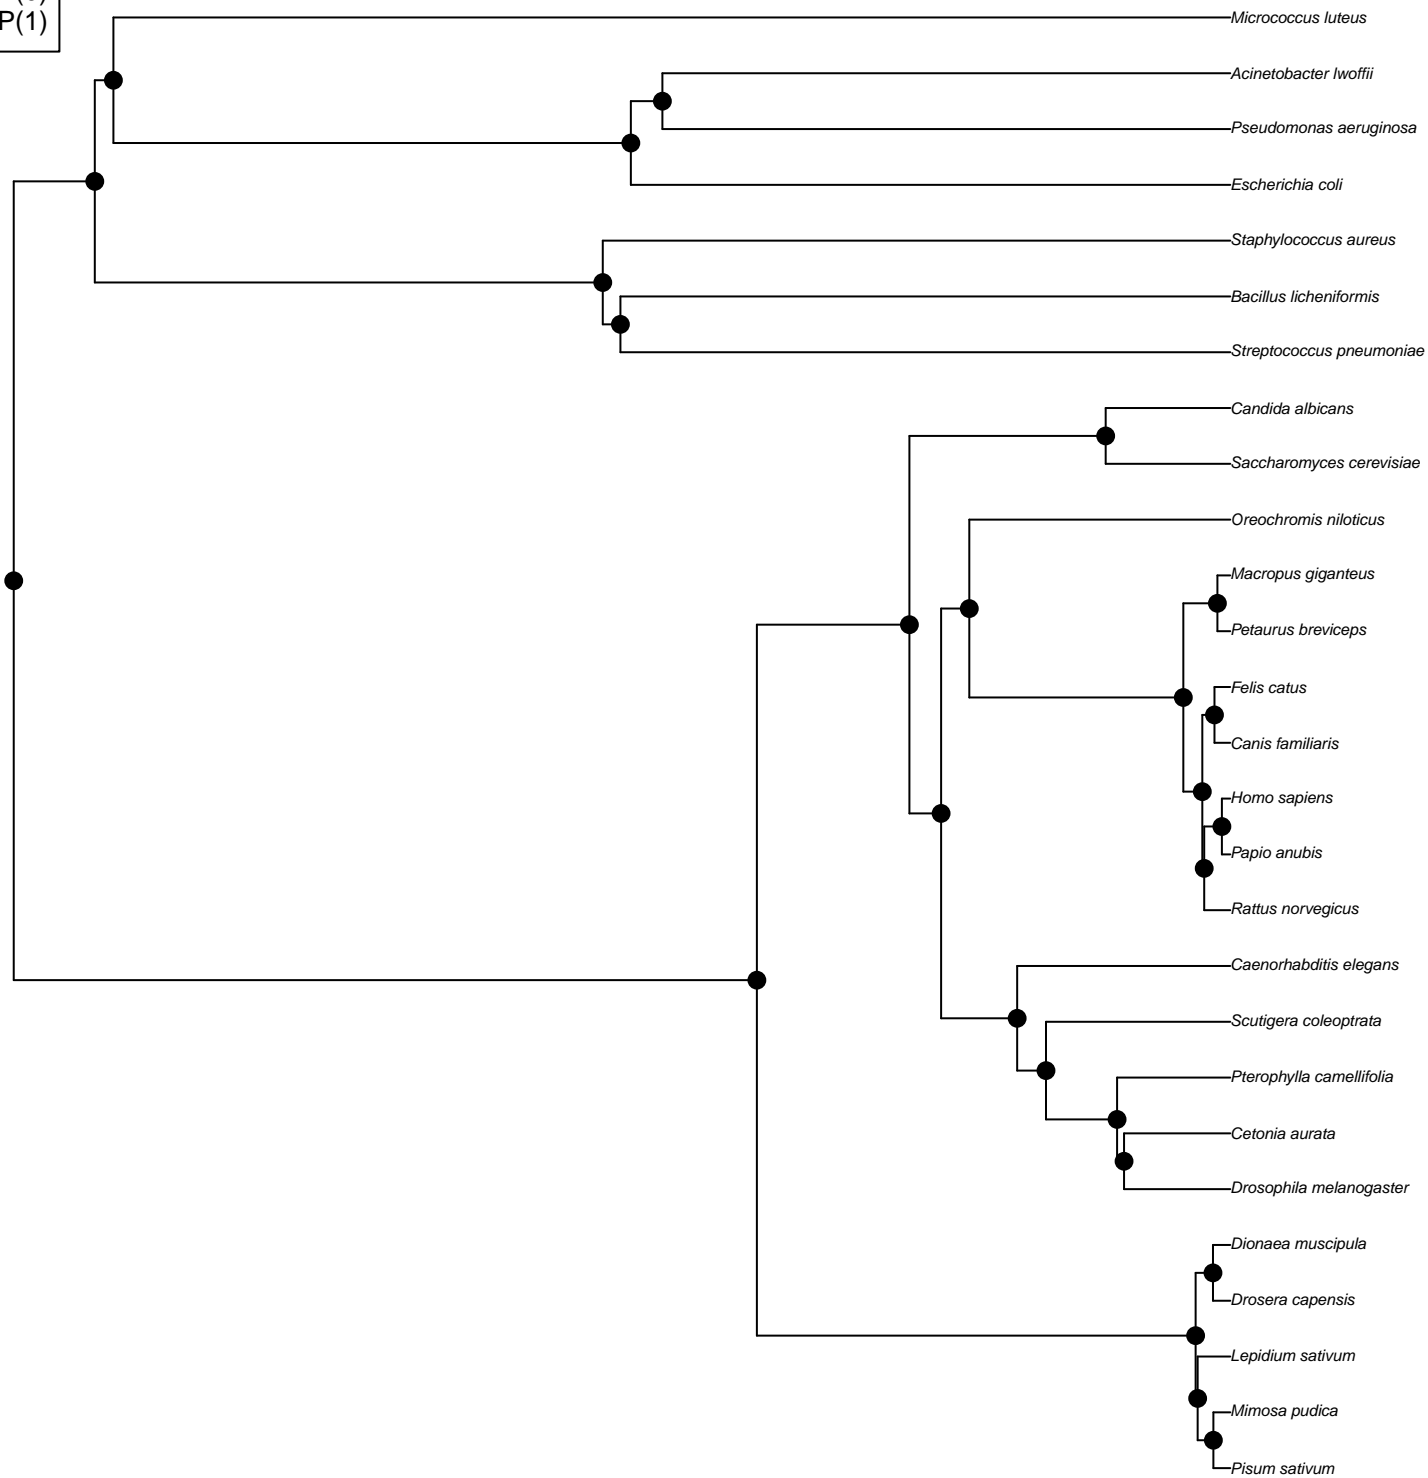 P(1)
Micrococcus luteus
Acinetobacter lwoffii
Pseudomonas aeruginosa
Escherichia coli
Staphylococcus aureus
Bacillus licheniformis
Streptococcus pneumoniae
Candida albicans
Saccharomyces cerevisiae
Oreochromis niloticus
Macropus giganteus
Petaurus breviceps
Felis catus
Canis familiaris
Homo sapiens
Papio anubis
Rattus norvegicus
Caenorhabditis elegans
Scutigera coleoptrata
Pterophylla camellifolia
Cetonia aurata
Drosophila melanogaster
Dionaea muscipula
Drosera capensis
Lepidium sativum
Mimosa pudica
Pisum sativum